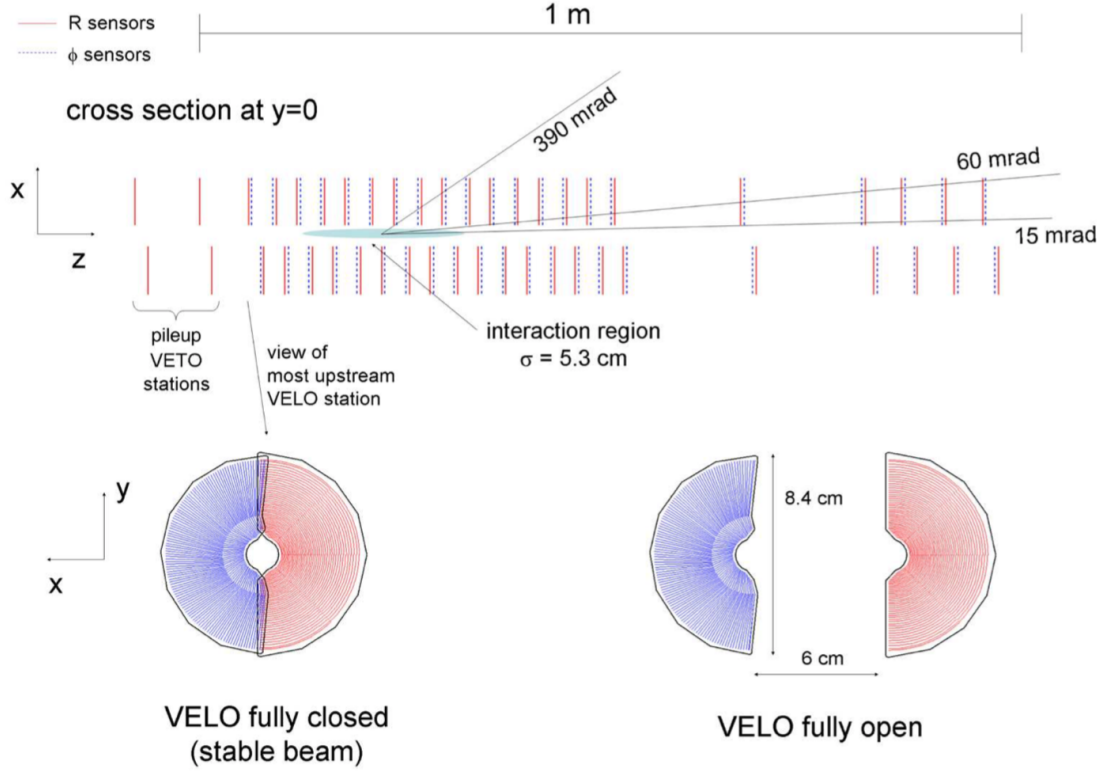 R sensors
1 m
ϕ sensors
cross section at y=0
390 mrad
60 mrad
x
z
15 mrad
pileup
VETO
stations
view of
most upstream
VELO station
interaction region
σ = 5.3 cm
y
x
8.4 cm
6 cm
VELO fully closed
(stable beam)
VELO fully open